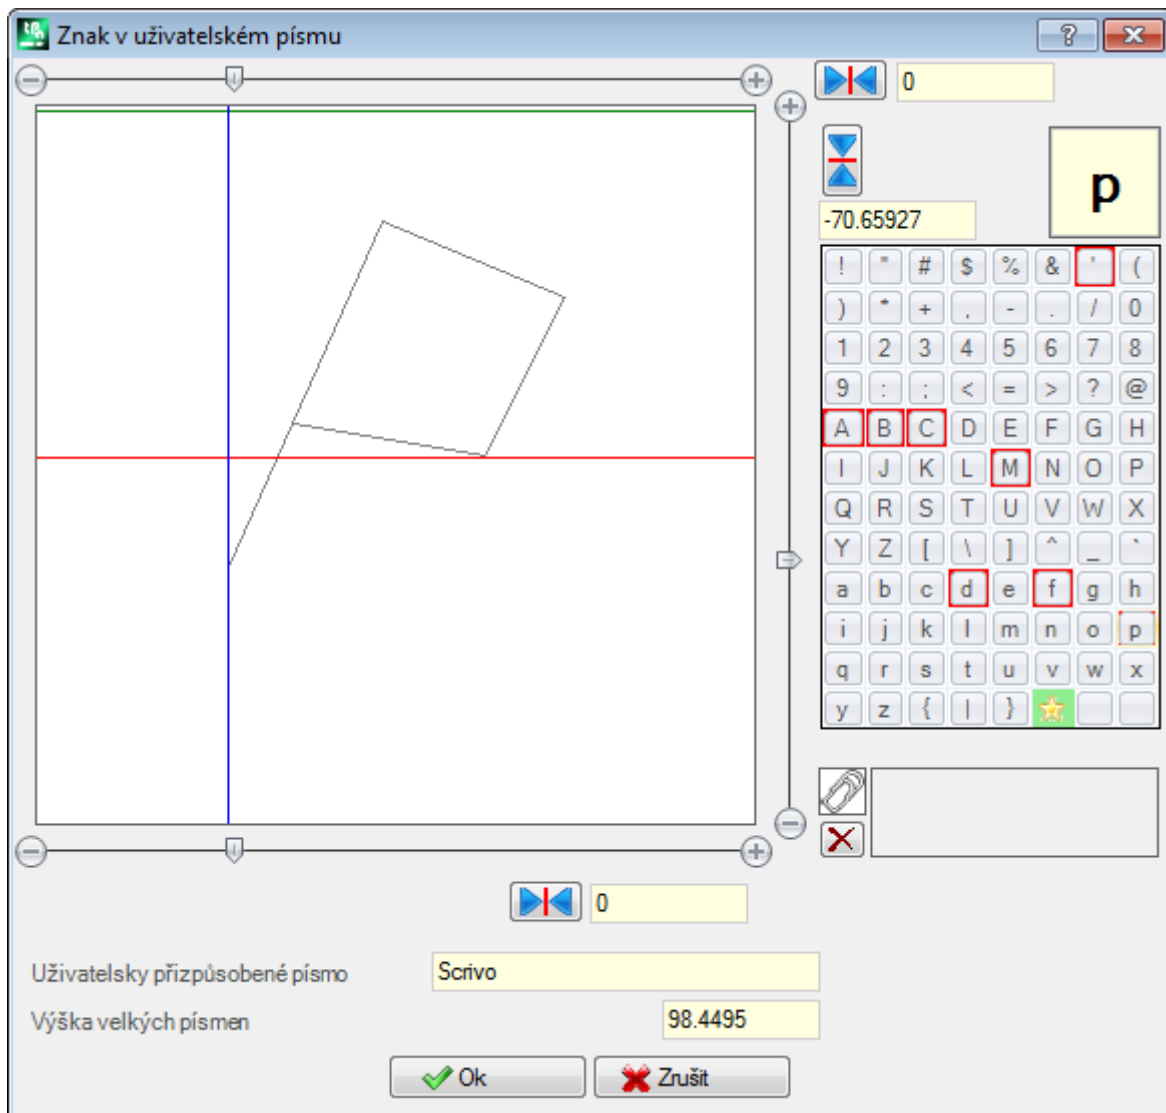 Znak v uživatelském písmu
0
-70.65927
p
! " # $ % & ' (
) * + , - . / 0
1 2 3 4 5 6 7 8
9 : ; < = > ? @
A B C D E F G H
I J K L M N O P
Q R S T U V W X
Y Z [ \ ] ^ _ `
a b c d e f g h
i j k l m n o p
q r s t u v w x
y z { | }
0
Uživatelsky přizpůsobené písmo Scrivo
Výška velkých písmen 98.4495
Ok Zrušit